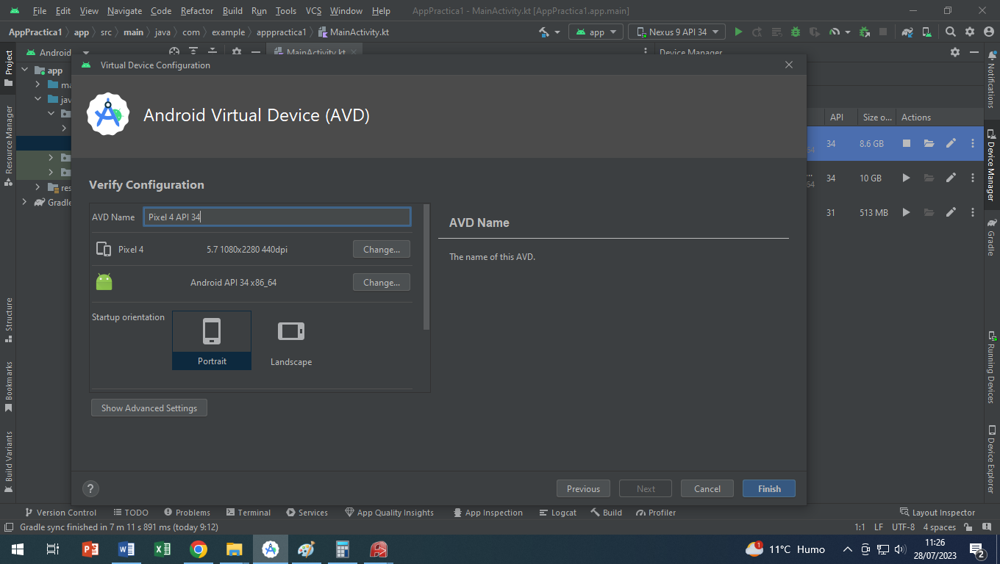 File Edit View Navigate Code Refactor Build Run Tools VCS Window Help AppPractica1 - MainActivity.kt [AppPractica1.app.main]
AppPractica1 app src main java com example apppractica1 MainActivity.kt app Nexus 9 API 34
Android MainActivity.kt Device Manager
Virtual Device Configuration
Android Virtual Device (AVD)
Verify Configuration
AVD Name Pixel 4 API 34
Pixel 4 5.7 1080x2280 440dpi Change...
Android API 34 x86_64 Change...
Startup orientation
Portrait
Landscape
Show Advanced Settings
AVD Name
The name of this AVD.
? Previous Next Cancel Finish
app
ma
jav
res
Gradle
API Size o... Actions
34 8.6 GB
64
... 34 10 GB
64
31 513 MB
Project
Resource Manager
Structure
Bookmarks
Build Variants
Notifications
Device Manager
Gradle
Running Devices
Device Explorer
Version Control TODO Problems Terminal Services App Quality Insights App Inspection Logcat Build Profiler Layout Inspector
Gradle sync finished in 7 m 11 s 891 ms (today 9:12) 1:1 LF UTF-8 4 spaces
1 11°C Humo 11:26
28/07/2023 2